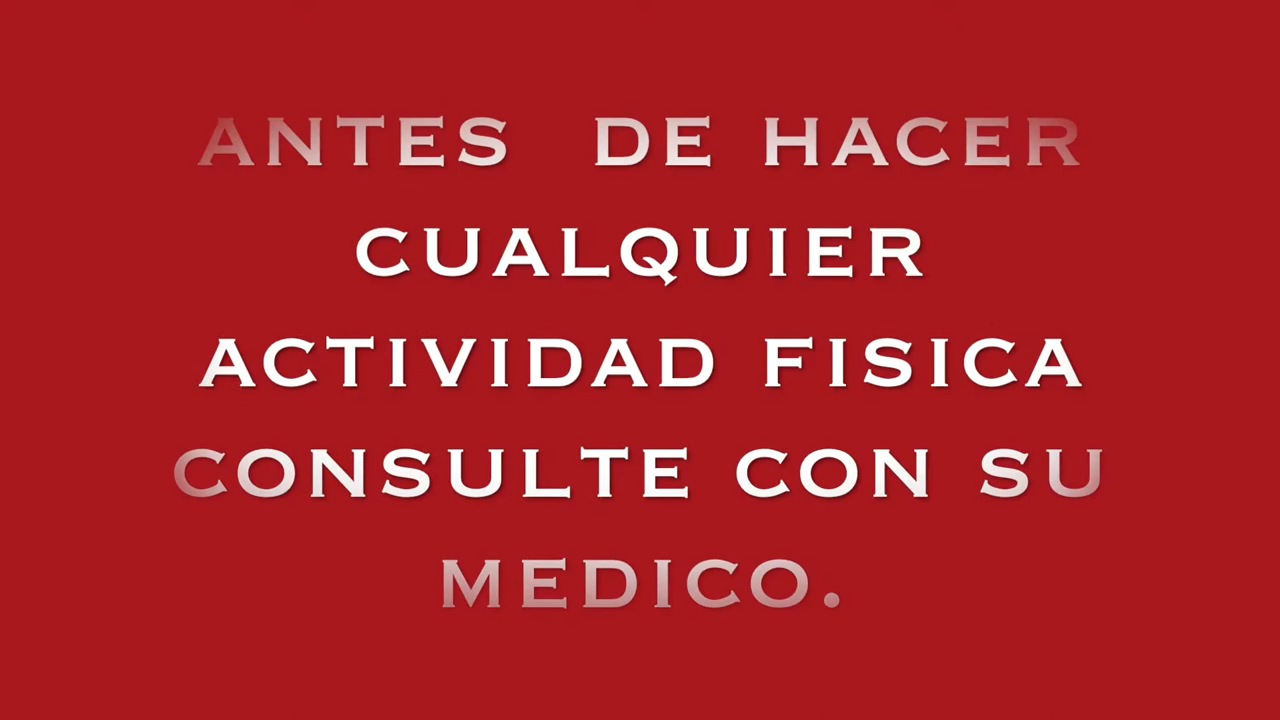 ANTES DE HACER
CUALQUIER
ACTIVIDAD FISICA
CONSULTE CON SU
MEDICO.